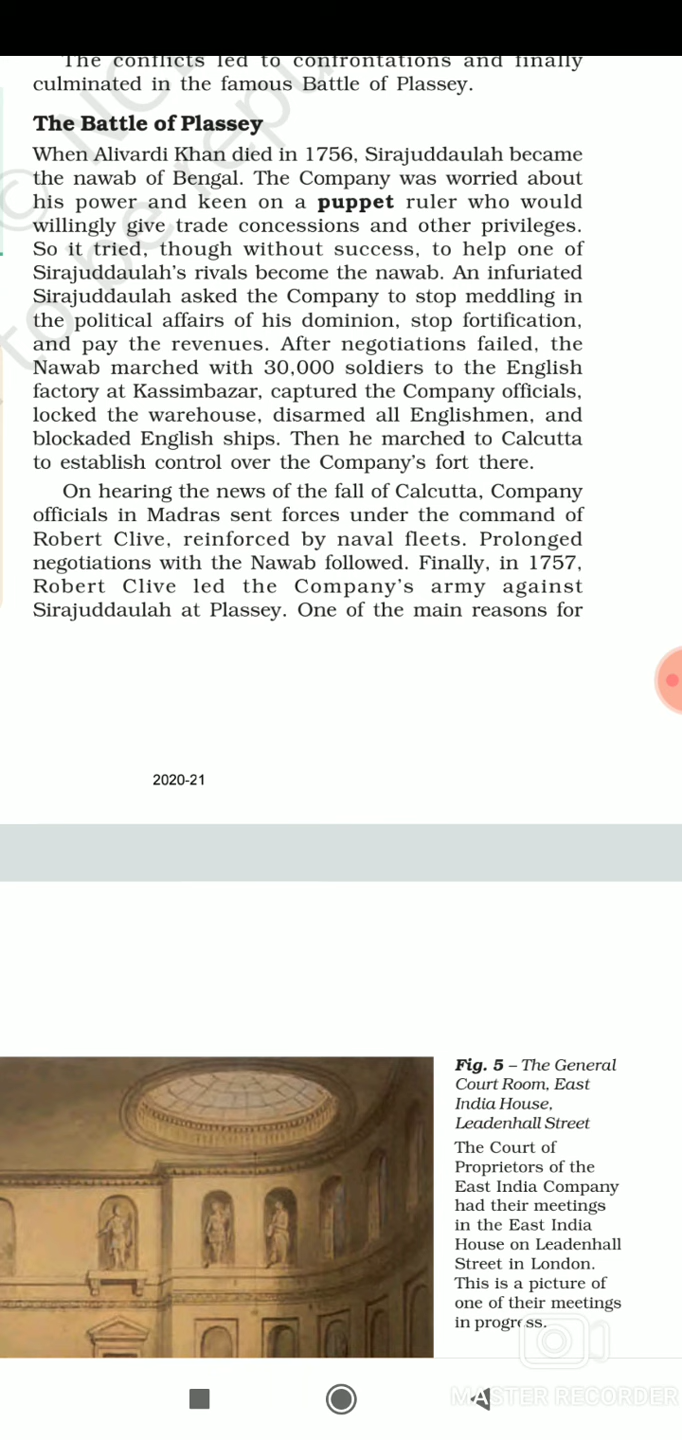 The conflicts led to confrontations and finally
culminated in the famous Battle of Plassey.
The Battle of Plassey
When Alivardi Khan died in 1756, Sirajuddaulah became
the nawab of Bengal. The Company was worried about
his power and keen on a puppet ruler who would
willingly give trade concessions and other privileges.
So it tried, though without success, to help one of
Sirajuddaulah's rivals become the nawab. An infuriated
Sirajuddaulah asked the Company to stop meddling in
the political affairs of his dominion, stop fortification,
and pay the revenues. After negotiations failed, the
Nawab marched with 30,000 soldiers to the English
factory at Kassimbazar, captured the Company officials,
locked the warehouse, disarmed all Englishmen, and
blockaded English ships. Then he marched to Calcutta
to establish control over the Company's fort there.
On hearing the news of the fall of Calcutta, Company
officials in Madras sent forces under the command of
Robert Clive, reinforced by naval fleets. Prolonged
negotiations with the Nawab followed. Finally, in 1757,
Robert Clive led the Company's army against
Sirajuddaulah at Plassey. One of the main reasons for
2020-21
Fig. 5 – The General
Court Room, East
India House,
Leadenhall Street
The Court of
Proprietors of the
East India Company
had their meetings
in the East India
House on Leadenhall
Street in London.
This is a picture of
one of their meetings
in progress.
MASTER RECORDER